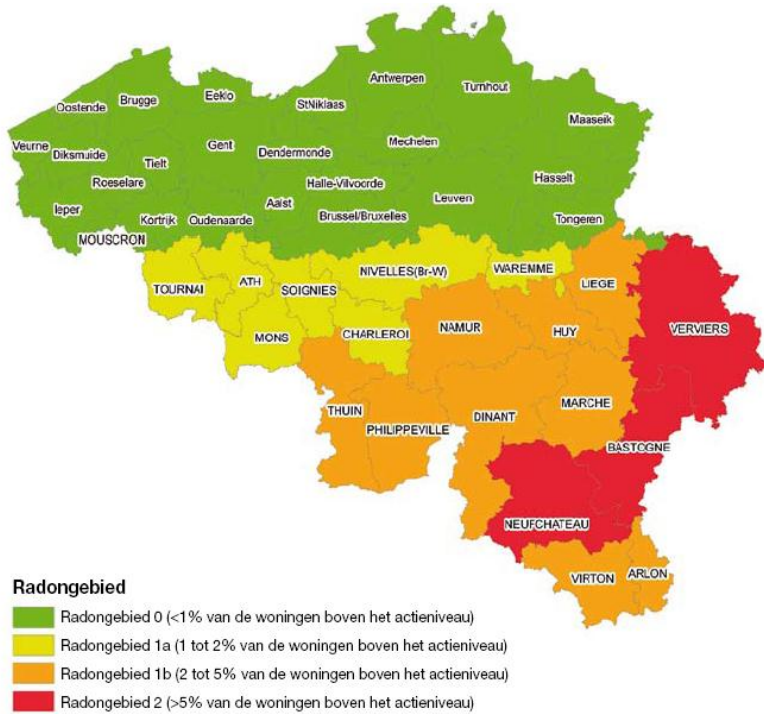 Antwerpen
Turnhout
Oostende
Brugge
Eeklo
StNiklaas
Maaseik
Veurne
Diksmuide
Tielt
Gent
Dendermonde
Mechelen
Roeselare
Halle-Vilvoorde
Hasselt
Ieper
Kortrijk
Oudenaarde
Aalst
Brussel/Bruxelles
Leuven
Tongeren
MOUSCRON
TOURNAI
ATH
SOIGNIES
NIVELLES(Br-W)
WAREMME
LIEGE
MONS
CHARLEROI
NAMUR
HUY
VERVIERS
THUIN
PHILIPPEVILLE
DINANT
MARCHE
BASTOGNE
NEUFCHATEAU
VIRTON
ARLON
Radongebied
Radongebied 0 (<1% van de woningen boven het actieniveau)
Radongebied 1a (1 tot 2% van de woningen boven het actieniveau)
Radongebied 1b (2 tot 5% van de woningen boven het actieniveau)
Radongebied 2 (>5% van de woningen boven het actieniveau)